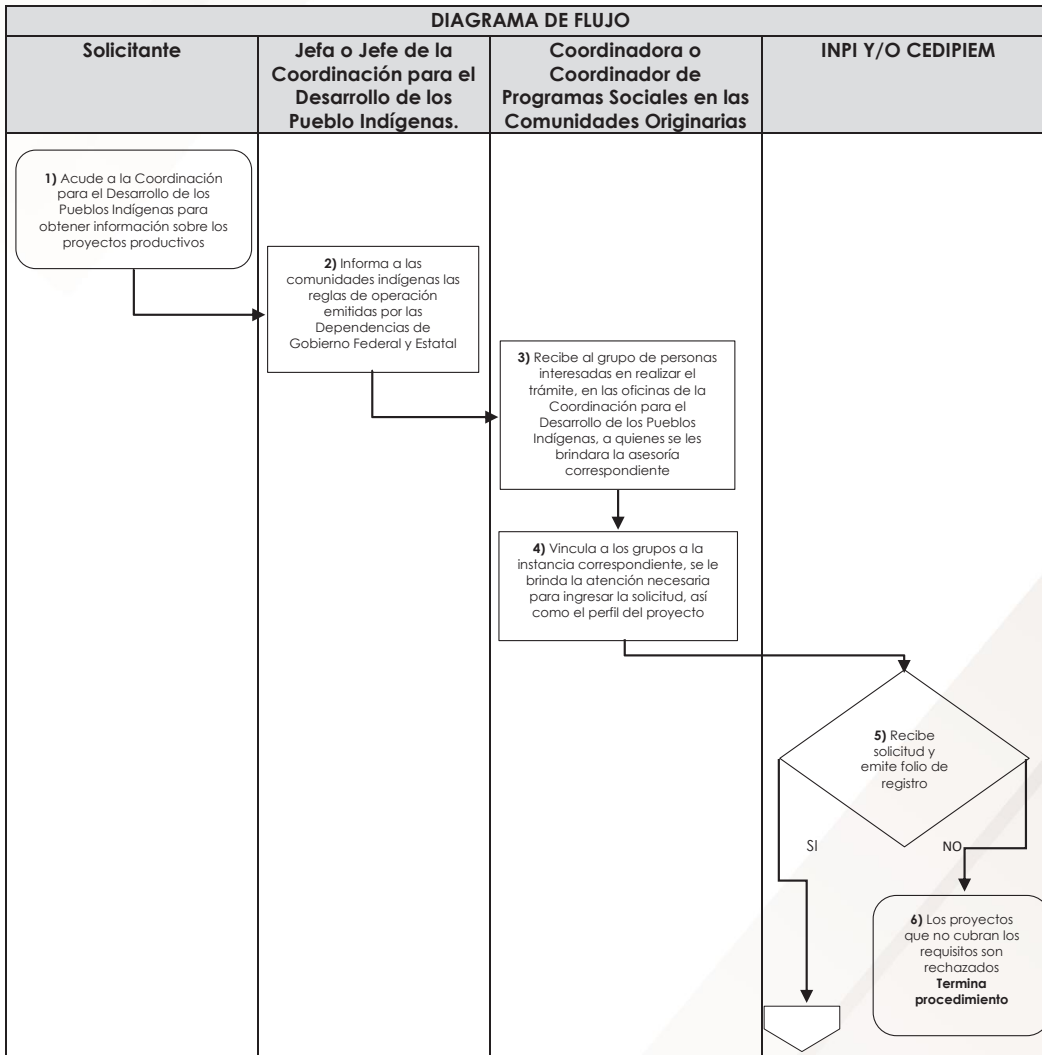 DIAGRAMA DE FLUJO
Solicitante
Jefa o Jefe de la
Coordinación para el
Desarrollo de los
Pueblo Indígenas.
Coordinadora o
Coordinador de
Programas Sociales en las
Comunidades Originarias
INPI Y/O CEDIPIEM
1) Acude a la Coordinación
para el Desarrollo de los
Pueblos Indígenas para
obtener información sobre los
proyectos productivos
2) Informa a las
comunidades indígenas las
reglas de operación
emitidas por las
Dependencias de
Gobierno Federal y Estatal
3) Recibe al grupo de personas
interesadas en realizar el
trámite, en las oficinas de la
Coordinación para el
Desarrollo de los Pueblos
Indígenas, a quienes se les
brindara la asesoría
correspondiente
4) Vincula a los grupos a la
instancia correspondiente, se le
brinda la atención necesaria
para ingresar la solicitud, así
como el perfil del proyecto
5) Recibe
solicitud y
emite folio de
registro
SI
NO
6) Los proyectos
que no cubran los
requisitos son
rechazados
Termina
procedimiento